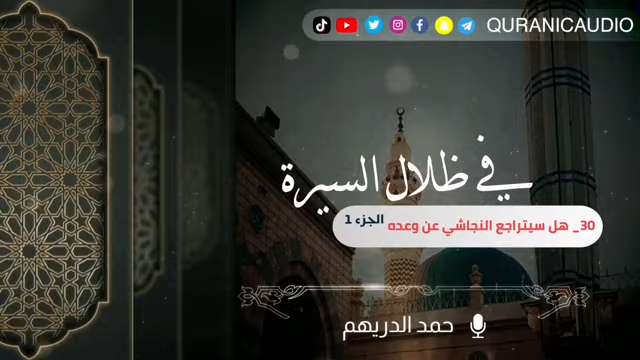 QURANICAUDIO
في ظلال السيرة
30_ هل سيتراجع النجاشي عن وعده الجزء 1
حمد الدريهم